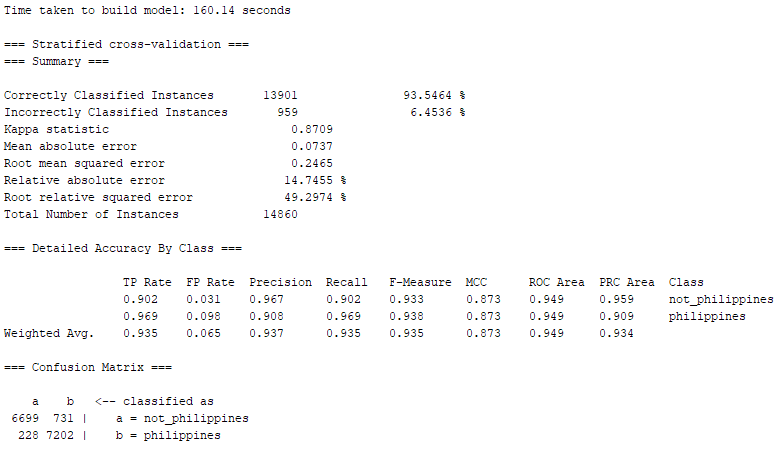 Time taken to build model: 160.14 seconds
=== Stratified cross-validation ===
=== Summary ===
Correctly Classified Instances       13901               93.5464 %
Incorrectly Classified Instances       959                6.4536 %
Kappa statistic                          0.8709
Mean absolute error                      0.0737
Root mean squared error                  0.2465
Relative absolute error                 14.7455 %
Root relative squared error             49.2974 %
Total Number of Instances            14860
=== Detailed Accuracy By Class ===
                 TP Rate  FP Rate  Precision  Recall   F-Measure  MCC      ROC Area  PRC Area  Class
                 0.902    0.031    0.967      0.902    0.933      0.873    0.949     0.959     not_philippines
                 0.969    0.098    0.908      0.969    0.938      0.873    0.949     0.909     philippines
Weighted Avg.    0.935    0.065    0.937      0.935    0.935      0.873    0.949     0.934
=== Confusion Matrix ===
    a    b   <-- classified as
 6699  731 |    a = not_philippines
  228 7202 |    b = philippines